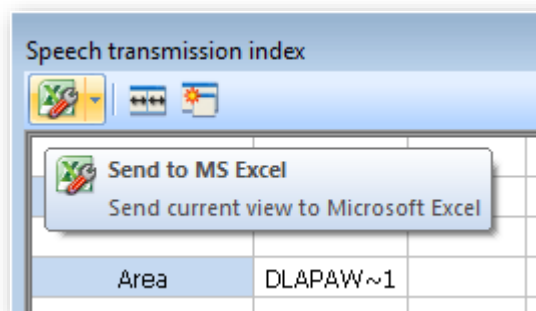 Speech transmission index
Send to MS Excel
Send current view to Microsoft Excel
Area DLAPAW~1